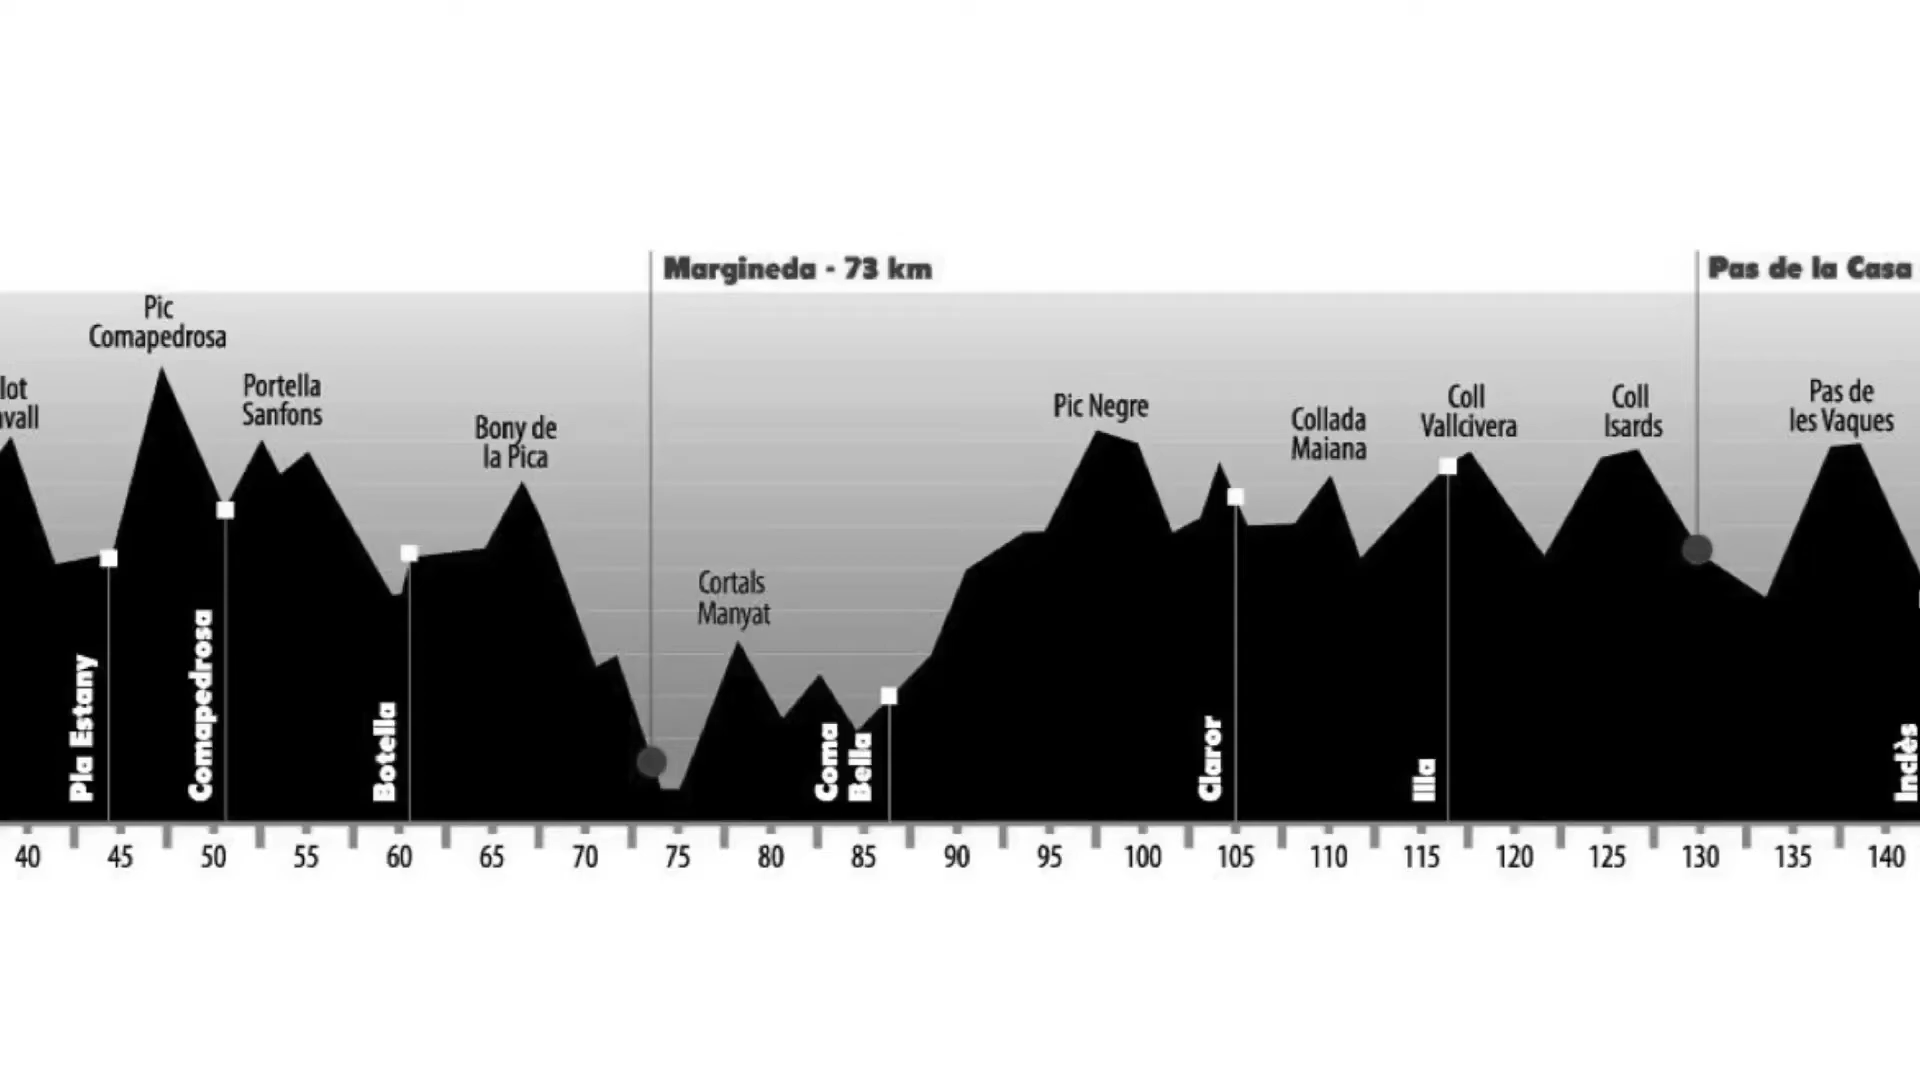 Margineda - 73 km
Pas de la Casa
Pic
Comapedrosa
lot
vall
Portella
Sanfons
Bony de
la Pica
Cortals
Manyat
Pic Negre
Collada
Maiana
Coll
Vallcivera
Coll
Isards
Pas de
les Vaques
Pla Estany
Comapedrosa
Botella
Coma
Bella
Claror
Illa
Inclès
40 45 50 55 60 65 70 75 80 85 90 95 100 105 110 115 120 125 130 135 140